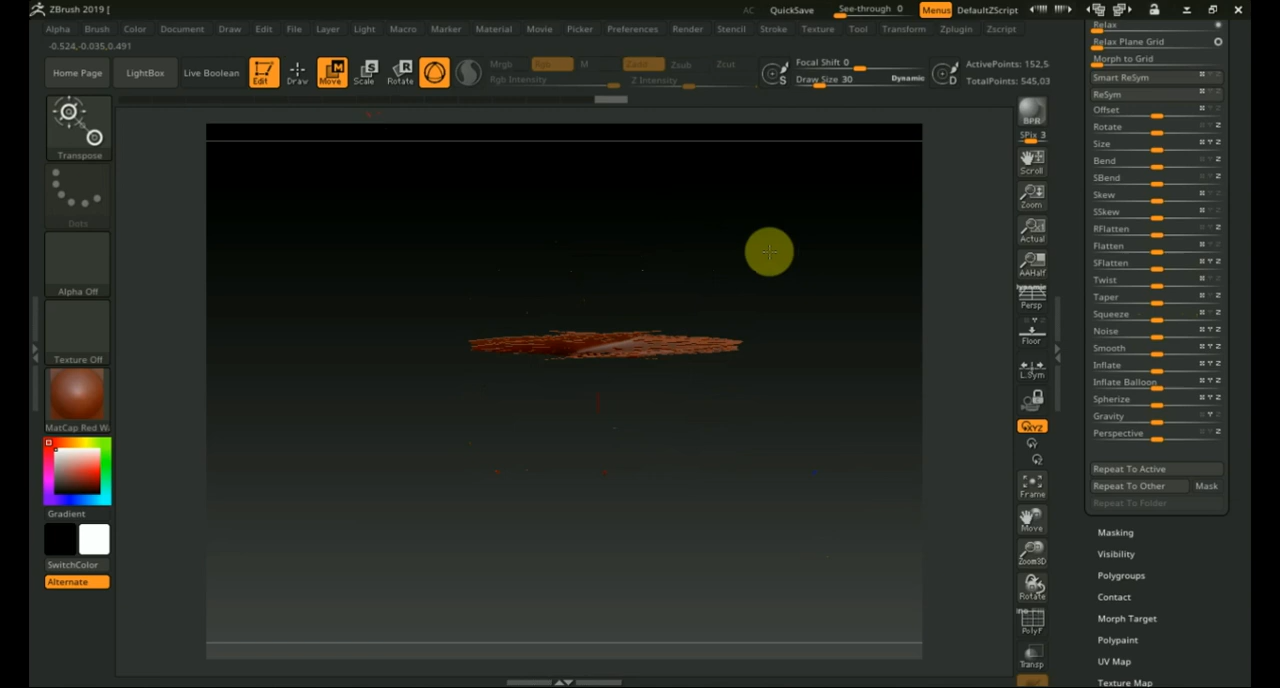 ZBrush 2019 [
AC QuickSave See-through 0 Menus DefaultZScript
Alpha Brush Color Document Draw Edit File Layer Light Macro Marker Material Movie Picker Preferences Render Stencil Stroke Texture Tool Transform Zplugin Zscript
-0.524,-0.035,0.491
Home Page LightBox Live Boolean Edit Draw Move Scale Rotate Mrgb Rgb M Zadd Zsub Zcut Focal Shift 0 ActivePoints: 152,5
Rgb Intensity Z Intensity S Draw Size 30 Dynamic D TotalPoints: 545,03
Transpose
Dots
Alpha Off
Texture Off
MatCap Red W
Gradient
SwitchColor
Alternate
BPR
SPix 3
Scroll
Zoom
Actual
AAHalf
Persp
Floor
L.Sym
XYZ
Frame
Move
Zoom3D
Rotate
PolyF
Transp
Relax
Relax Plane Grid
Morph to Grid
Smart ReSym
ReSym
Offset
Rotate
Size
Bend
SBend
Skew
SSkew
RFlatten
Flatten
SFlatten
Twist
Taper
Squeeze
Noise
Smooth
Inflate
Inflate Balloon
Spherize
Gravity
Perspective
Repeat To Active
Repeat To Other Mask
Repeat To Folder
Masking
Visibility
Polygroups
Contact
Morph Target
Polypaint
UV Map
Texture Map